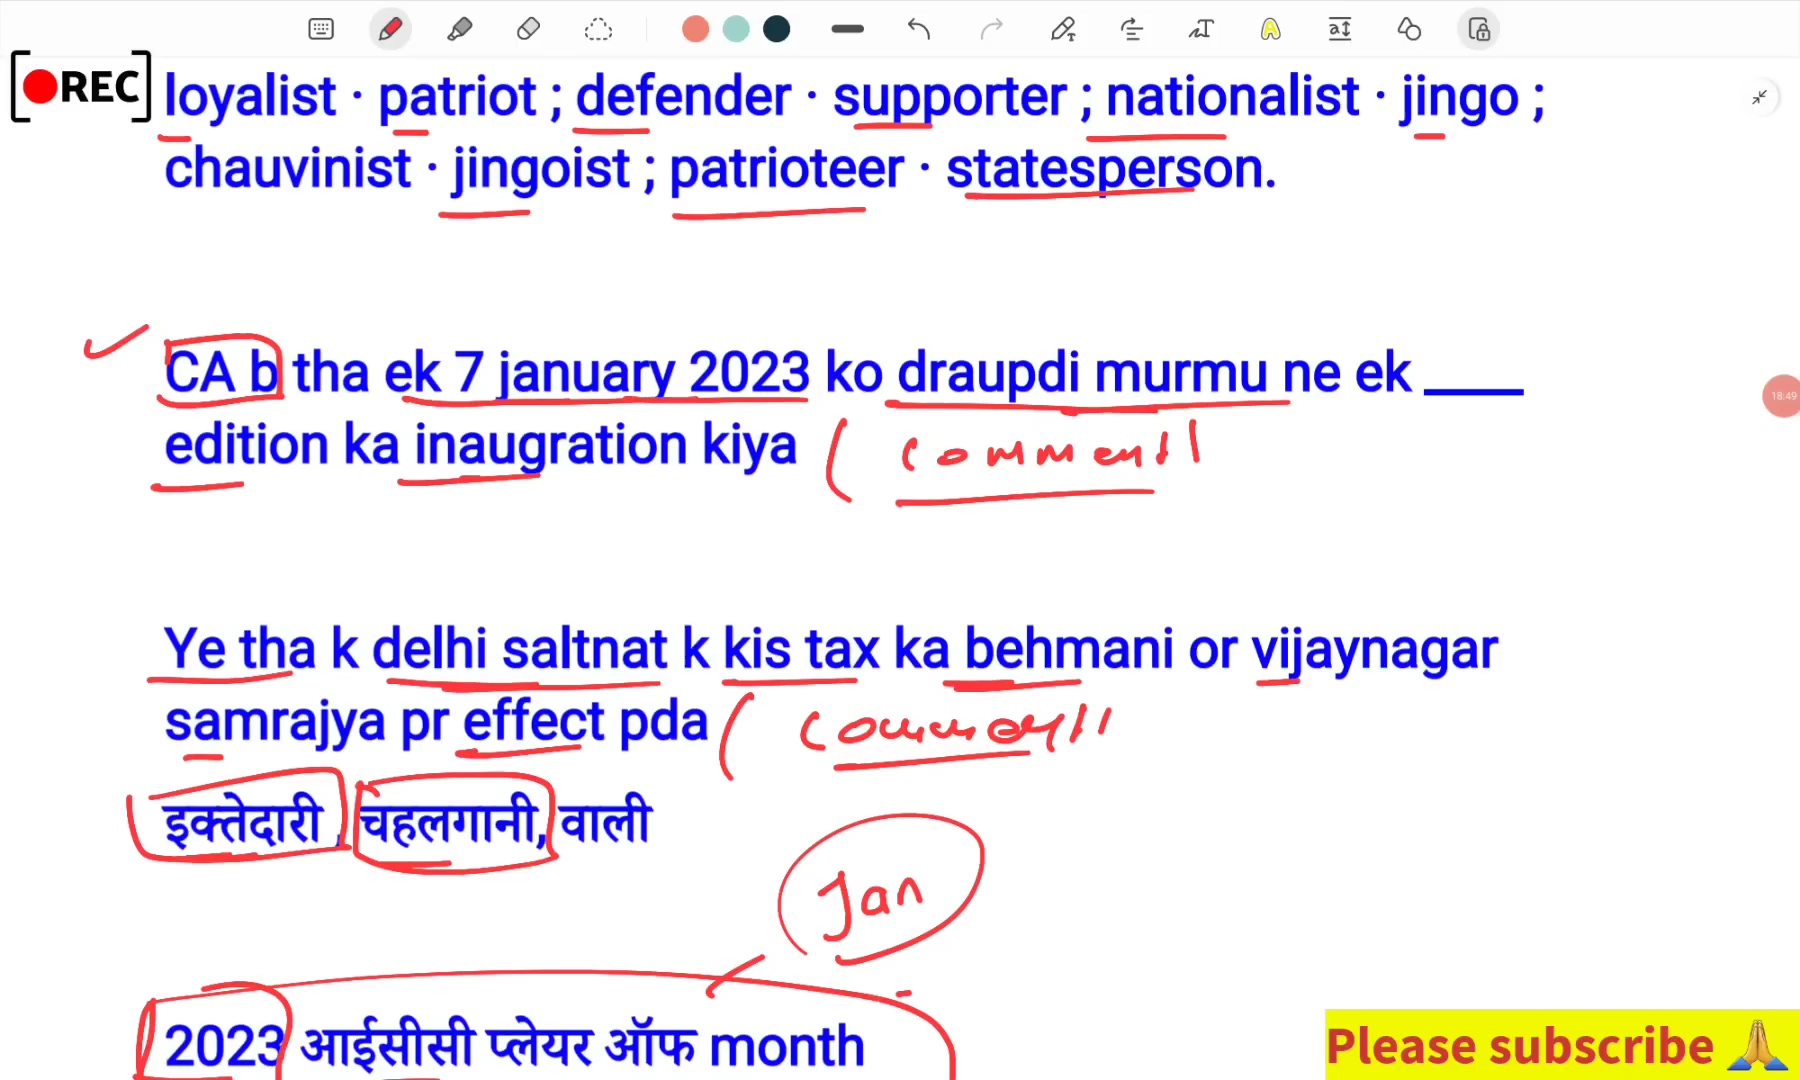 REC
loyalist · patriot ; defender · supporter ; nationalist · jingo ;
chauvinist · jingoist ; patrioteer · statesperson.
CA b tha ek 7 january 2023 ko draupdi murmu ne ek ____
edition ka inaugration kiya ( comment
18:49
Ye tha k delhi saltnat k kis tax ka behmani or vijaynagar
samrajya pr effect pda (
इक्तेदारी , चहलगानी, वाली
Jan
2023 आईसीसी प्लेयर ऑफ month
Please subscribe 🙏